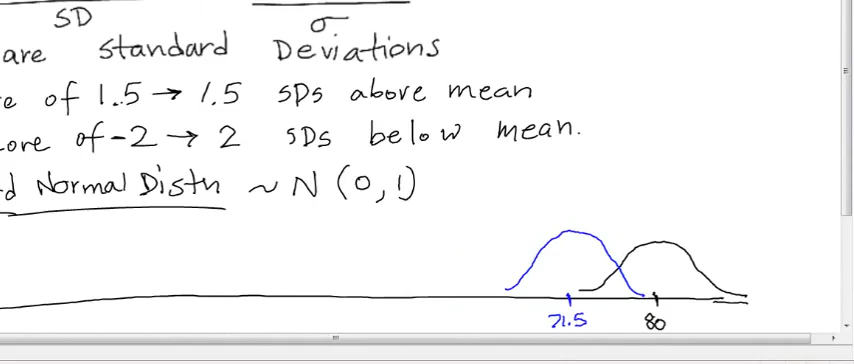 SD σ
are Standard Deviations
e of 1.5 → 1.5 SDs above mean
ore of -2 → 2 SDs below mean.
d Normal Distn ~ N (0,1)
71.5 80